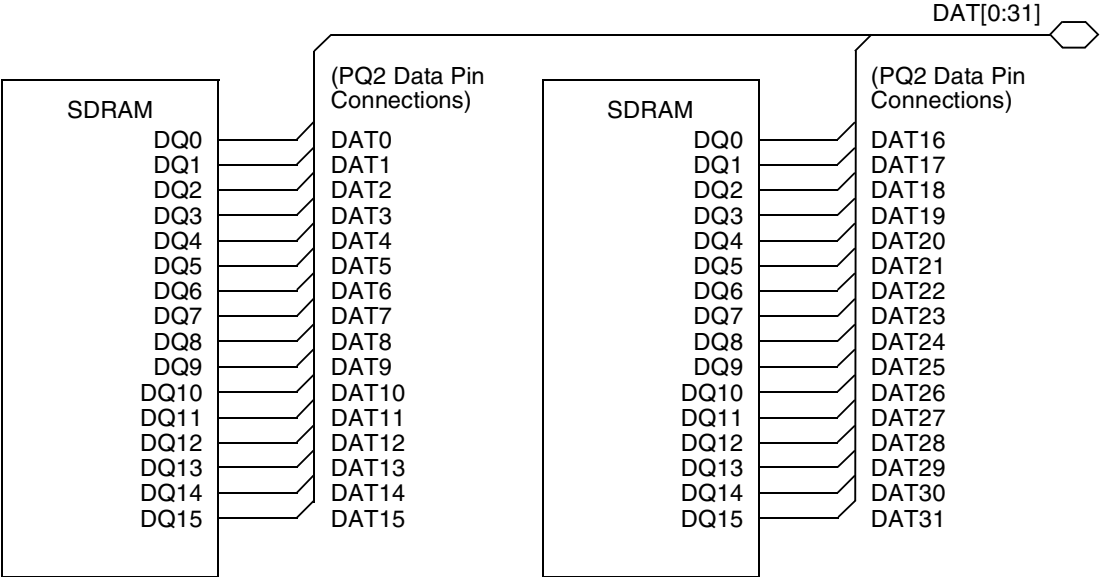 DAT[0:31]
(PQ2 Data Pin
Connections)
SDRAM
DQ0 DAT0
DQ1 DAT1
DQ2 DAT2
DQ3 DAT3
DQ4 DAT4
DQ5 DAT5
DQ6 DAT6
DQ7 DAT7
DQ8 DAT8
DQ9 DAT9
DQ10 DAT10
DQ11 DAT11
DQ12 DAT12
DQ13 DAT13
DQ14 DAT14
DQ15 DAT15
(PQ2 Data Pin
Connections)
SDRAM
DQ0 DAT16
DQ1 DAT17
DQ2 DAT18
DQ3 DAT19
DQ4 DAT20
DQ5 DAT21
DQ6 DAT22
DQ7 DAT23
DQ8 DAT24
DQ9 DAT25
DQ10 DAT26
DQ11 DAT27
DQ12 DAT28
DQ13 DAT29
DQ14 DAT30
DQ15 DAT31